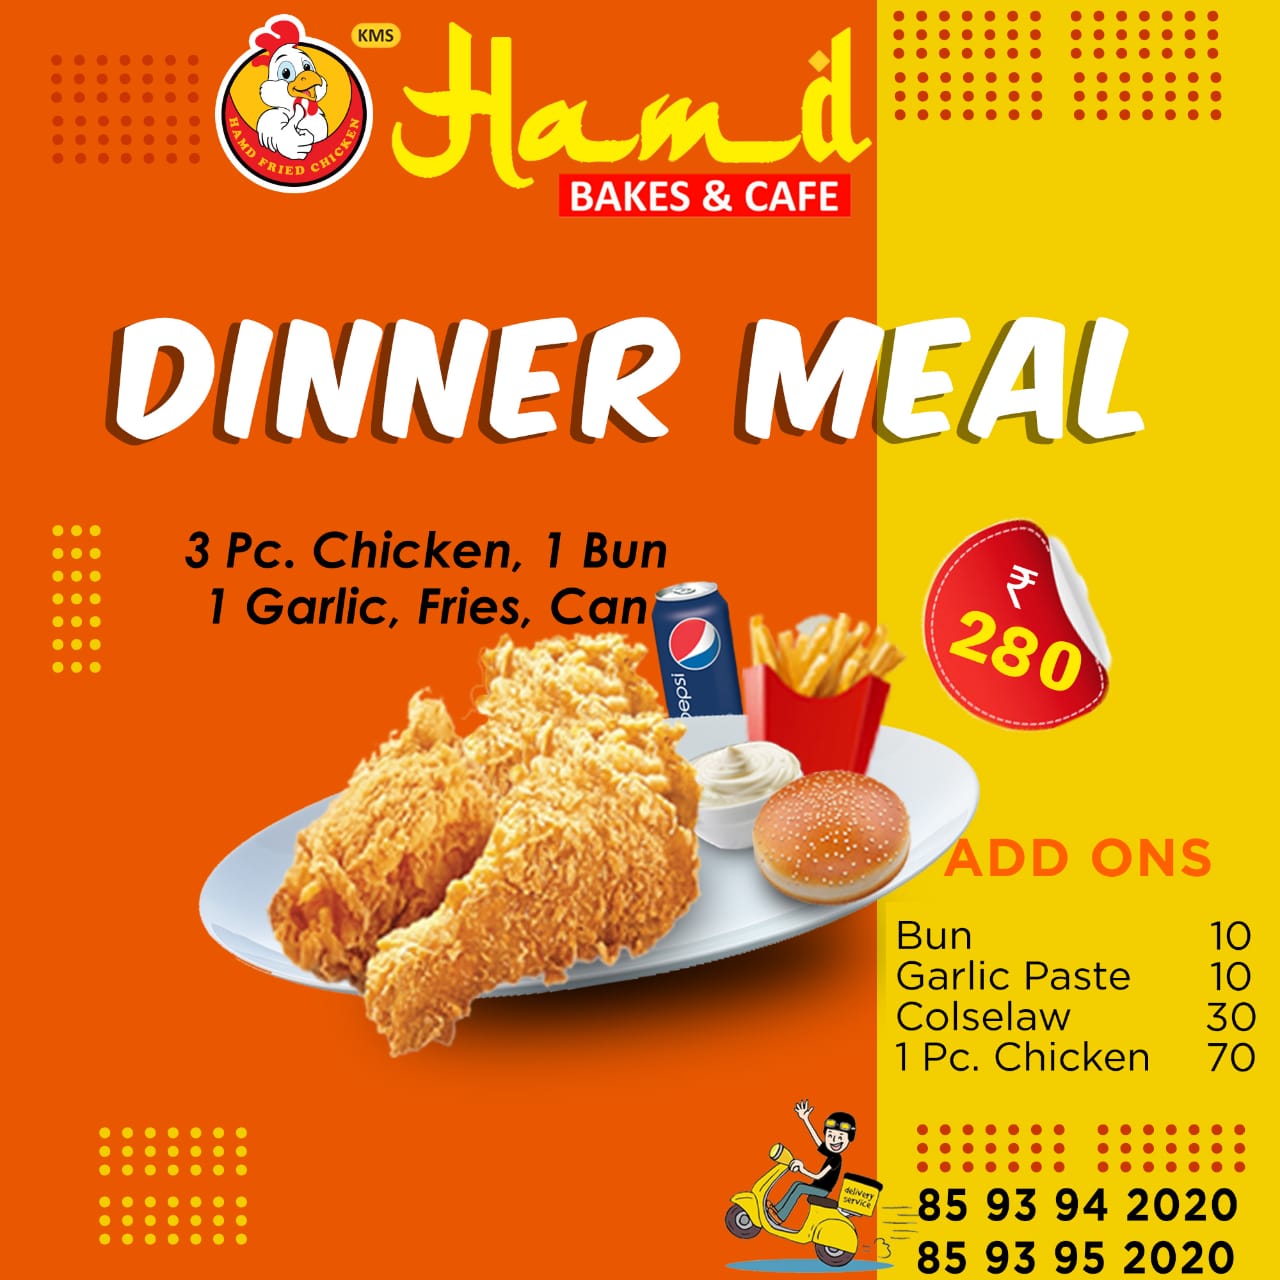 KMS
Hamd
HAMD FRIED CHICKEN
BAKES & CAFE
DINNER MEAL
3 Pc. Chicken, 1 Bun
1 Garlic, Fries, Can
₹
280
pepsi
ADD ONS
Bun 10
Garlic Paste 10
Colselaw 30
1 Pc. Chicken 70
delivery
service
85 93 94 2020
85 93 95 2020